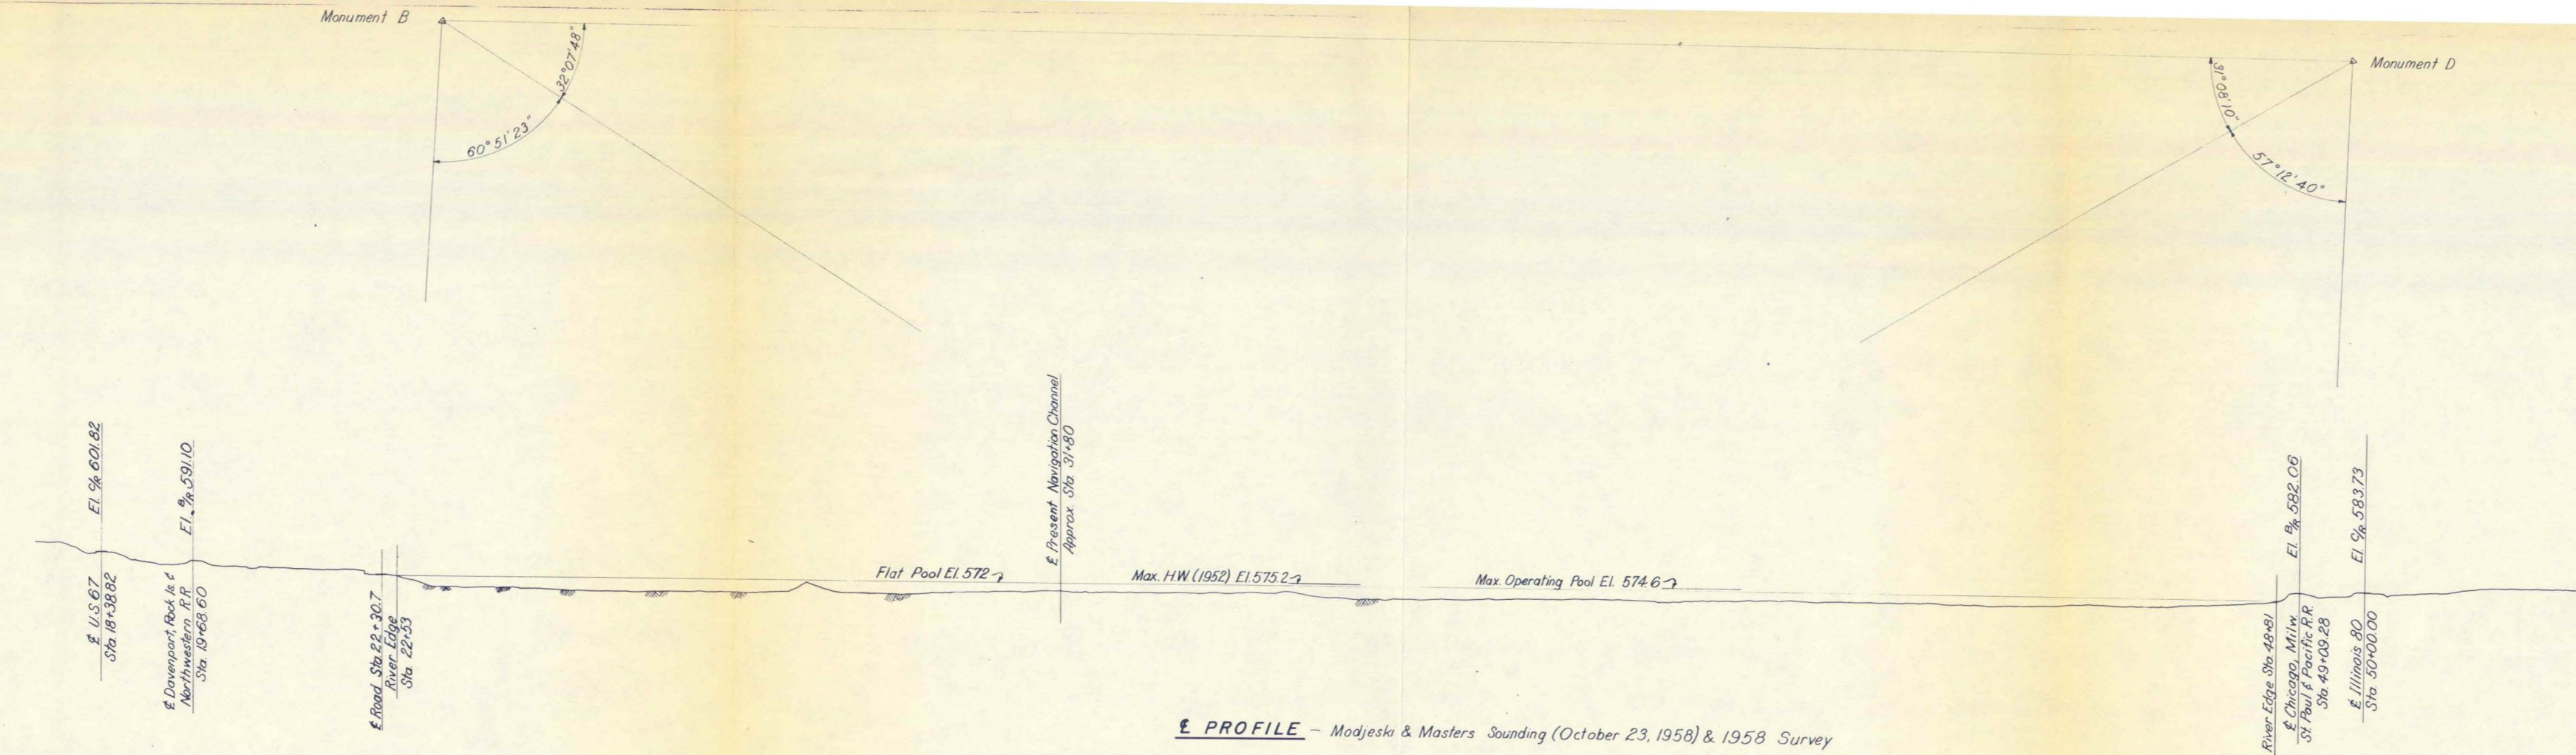 Monument B
32°07'48"
60°51'23"
Monument D
31°08'10"
57°12'40"
El. C/R 601.82
℄ U.S. 67
Sta. 18+38.82
El. B/R 591.10
℄ Davenport, Rock Is. &
Northwestern R.R.
Sta. 19+68.60
℄ Road Sta. 22+30.7
River Edge
Sta. 22+53
Flat Pool El. 572
℄ Present Navigation Channel
Approx. Sta. 31+80
Max. H.W. (1952) El. 575.2
Max. Operating Pool El. 574.6
River Edge Sta. 48+81
El. B/R 582.06
℄ Chicago, Milw.
St. Paul & Pacific R.R.
Sta. 49+09.28
El. C/R 583.73
℄ Illinois 80
Sta. 50+00.00
℄ PROFILE – Modjeski & Masters Sounding (October 23, 1958) & 1958 Survey